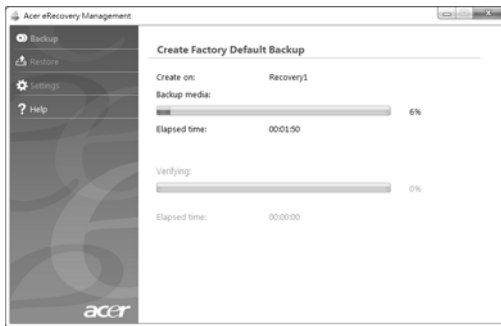 Acer eRecovery Management
Backup
Restore
Settings
Help
Create Factory Default Backup
Create on: Recovery1
Backup media:
6%
Elapsed time: 00:01:50
Verifying:
0%
Elapsed time: 00:00:00
acer